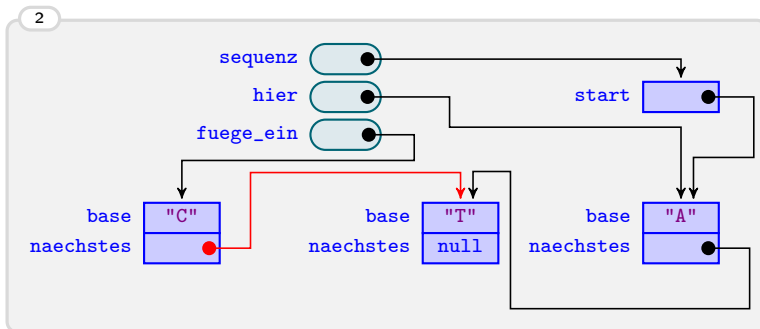 2
sequenz
hier start
fuege_ein
base "C" base "T" base "A"
naechstes naechstes null naechstes